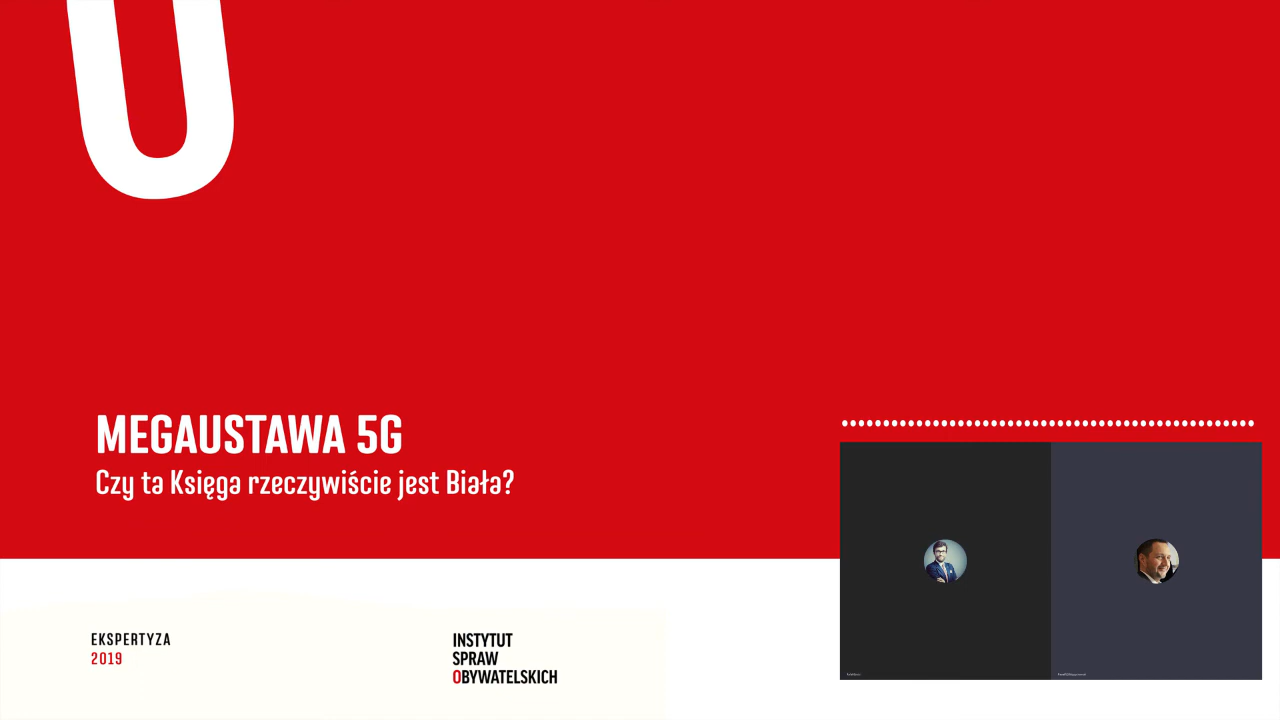 U
MEGAUSTAWA 5G
Czy ta Księga rzeczywiście jest Biała?
EKSPERTYZA
2019
INSTYTUT
SPRAW
OBYWATELSKICH